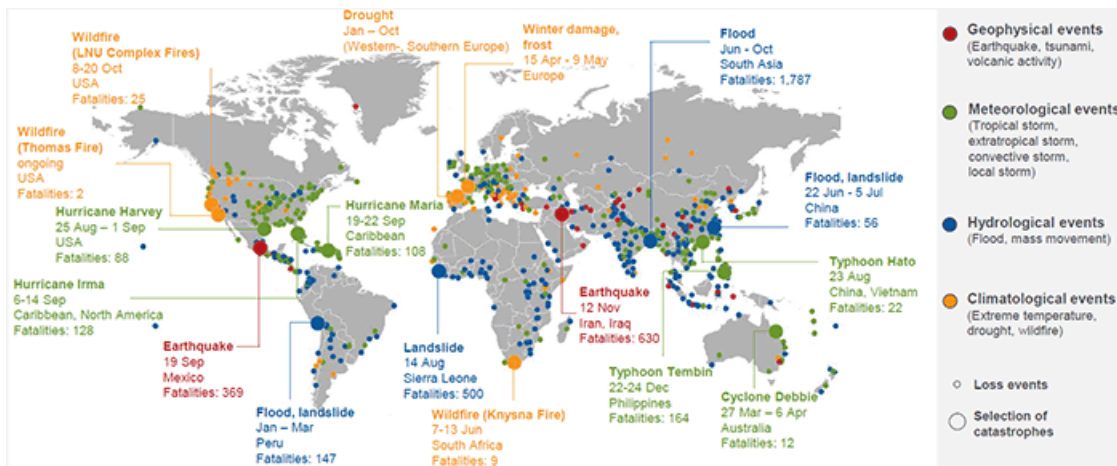 Wildfire
(LNU Complex Fires)
8-20 Oct
USA
Fatalities: 25
Drought
Jan – Oct
(Western-, Southern Europe)
Winter damage,
frost
15 Apr - 9 May
Europe
Flood
Jun - Oct
South Asia
Fatalities: 1,787
Wildfire
(Thomas Fire)
ongoing
USA
Fatalities: 2
Flood, landslide
22 Jun - 5 Jul
China
Fatalities: 56
Hurricane Harvey
25 Aug – 1 Sep
USA
Fatalities: 88
Hurricane Maria
19-22 Sep
Caribbean
Fatalities: 108
Typhoon Hato
23 Aug
China, Vietnam
Fatalities: 22
Hurricane Irma
6-14 Sep
Caribbean, North America
Fatalities: 128
Earthquake
12 Nov
Iran, Iraq
Fatalities: 630
Earthquake
19 Sep
Mexico
Fatalities: 369
Landslide
14 Aug
Sierra Leone
Fatalities: 500
Typhoon Tembin
22-24 Dec
Philippines
Fatalities: 164
Cyclone Debbie
27 Mar – 6 Apr
Australia
Fatalities: 12
Flood, landslide
Jan – Mar
Peru
Fatalities: 147
Wildfire (Knysna Fire)
7-13 Jun
South Africa
Fatalities: 9
Geophysical events
(Earthquake, tsunami,
volcanic activity)
Meteorological events
(Tropical storm,
extratropical storm,
convective storm,
local storm)
Hydrological events
(Flood, mass movement)
Climatological events
(Extreme temperature,
drought, wildfire)
Loss events
Selection of
catastrophes